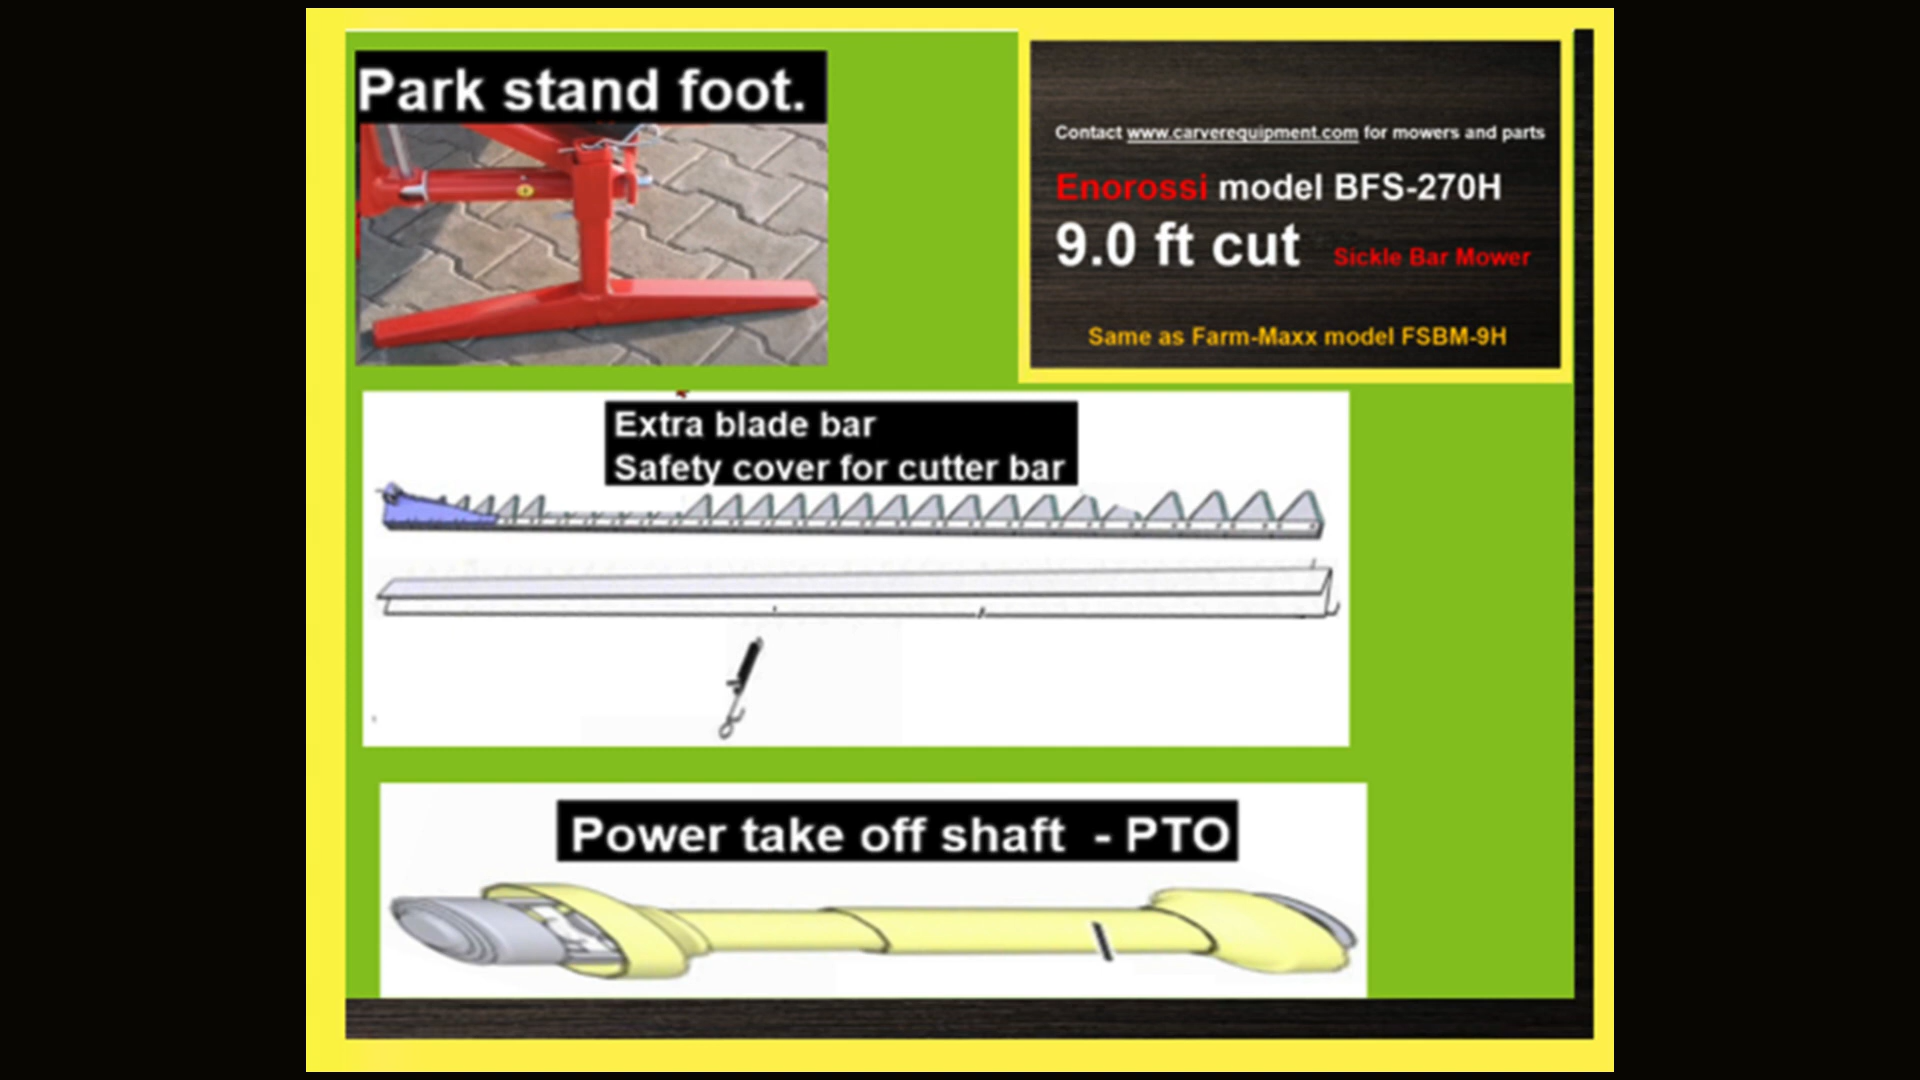 Park stand foot.
Contact www.carverequipment.com for mowers and parts
Enorossi model BFS-270H
9.0 ft cut Sickle Bar Mower
Same as Farm-Maxx model FSBM-9H
Extra blade bar
Safety cover for cutter bar
Power take off shaft - PTO